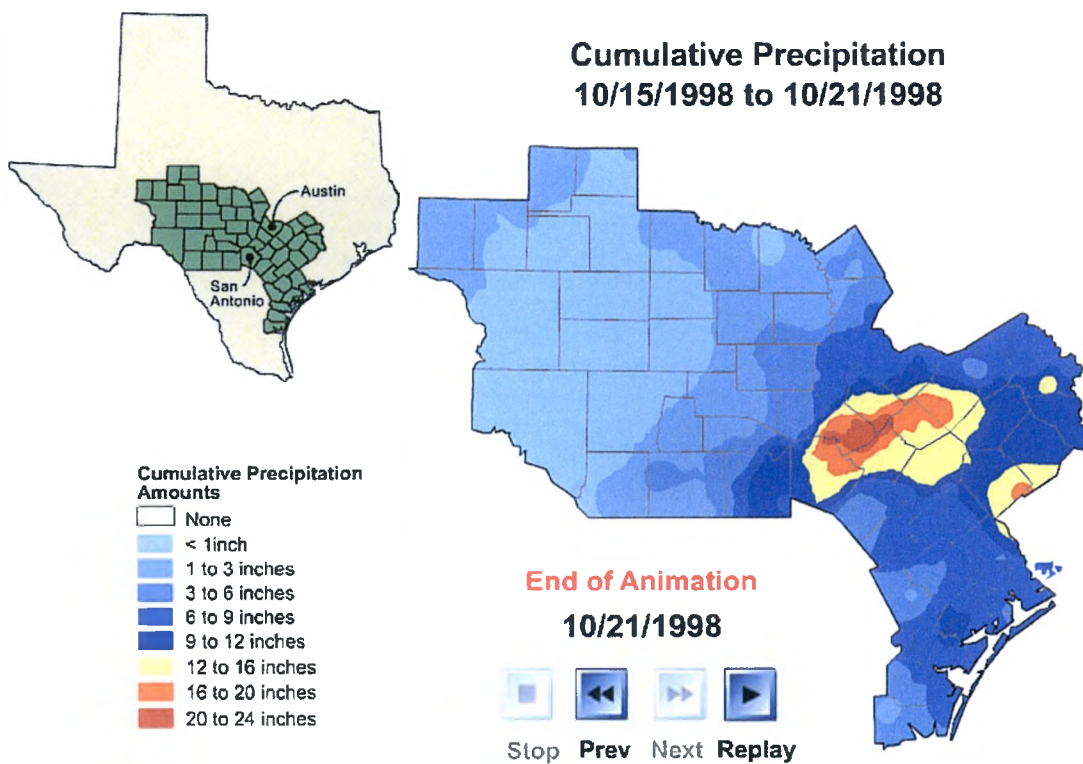 Cumulative Precipitation
10/15/1998 to 10/21/1998
Austin
San
Antonio
Cumulative Precipitation
Amounts
None
< 1inch
1 to 3 inches
3 to 6 inches
6 to 9 inches
9 to 12 inches
12 to 16 inches
16 to 20 inches
20 to 24 inches
End of Animation
10/21/1998
Stop Prev Next Replay